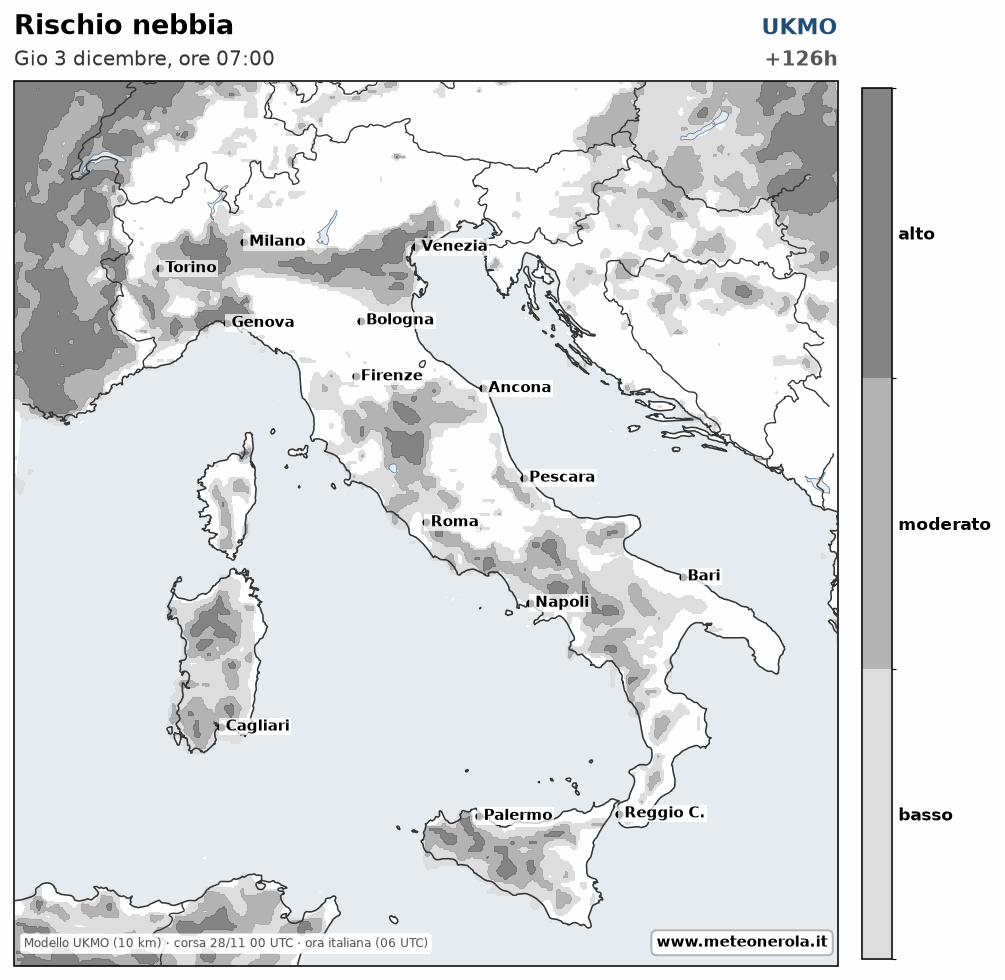 Rischio nebbia
UKMO
Gio 3 dicembre, ore 07:00
+126h
alto
Milano
Venezia
Torino
Genova
Bologna
Firenze
Ancona
Pescara
Roma
moderato
Bari
Napoli
Cagliari
Palermo
Reggio C.
basso
Modello UKMO (10 km) · corsa 28/11 00 UTC · ora italiana (06 UTC)
www.meteonerola.it